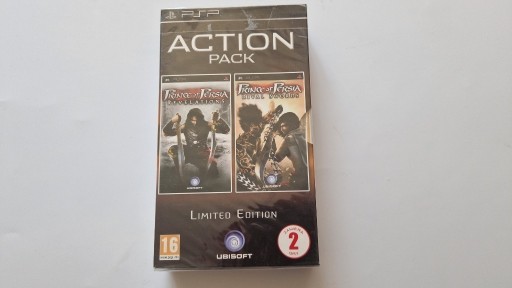 PSP
ACTION
PACK
Prince of Persia
REVELATIONS
UBISOFT
Prince of Persia
RIVAL SWORDS
UBISOFT
LIMITED EDITION
16
UBISOFT
2